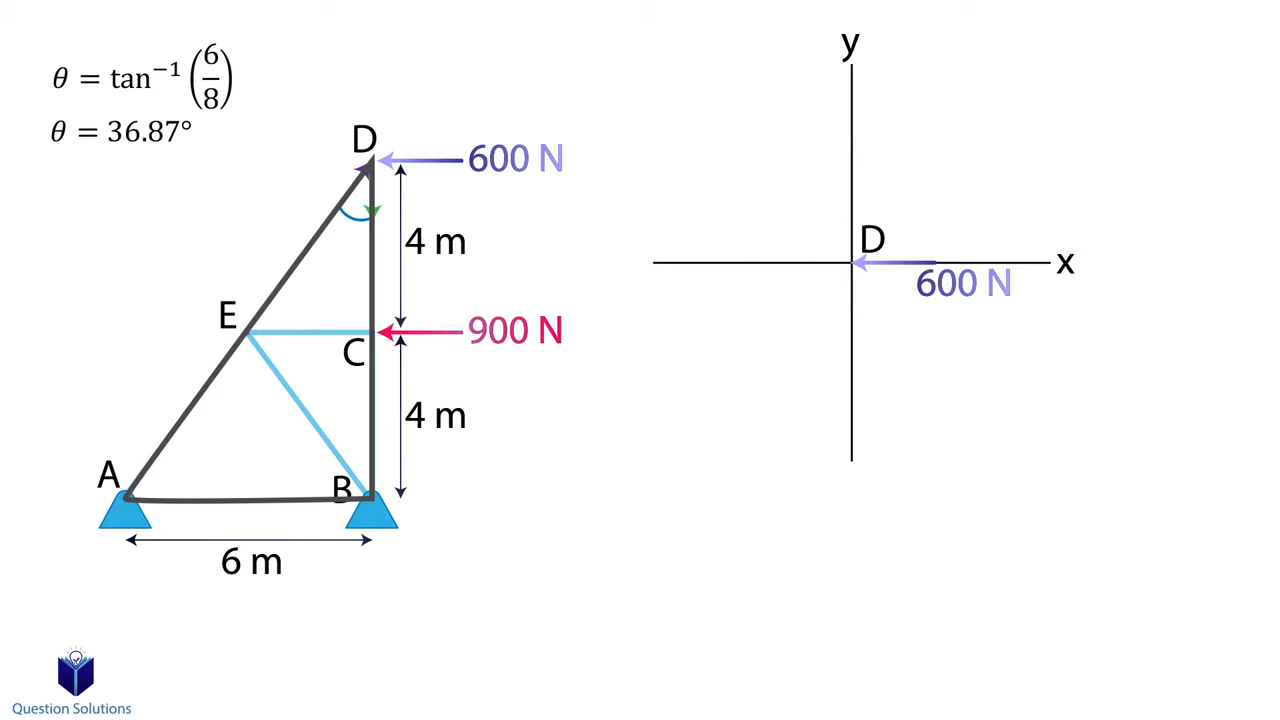 θ = tan⁻¹(6/8)
θ = 36.87°
D
600 N
4 m
E
900 N
C
4 m
A
B
6 m
y
D
x
600 N
Question Solutions